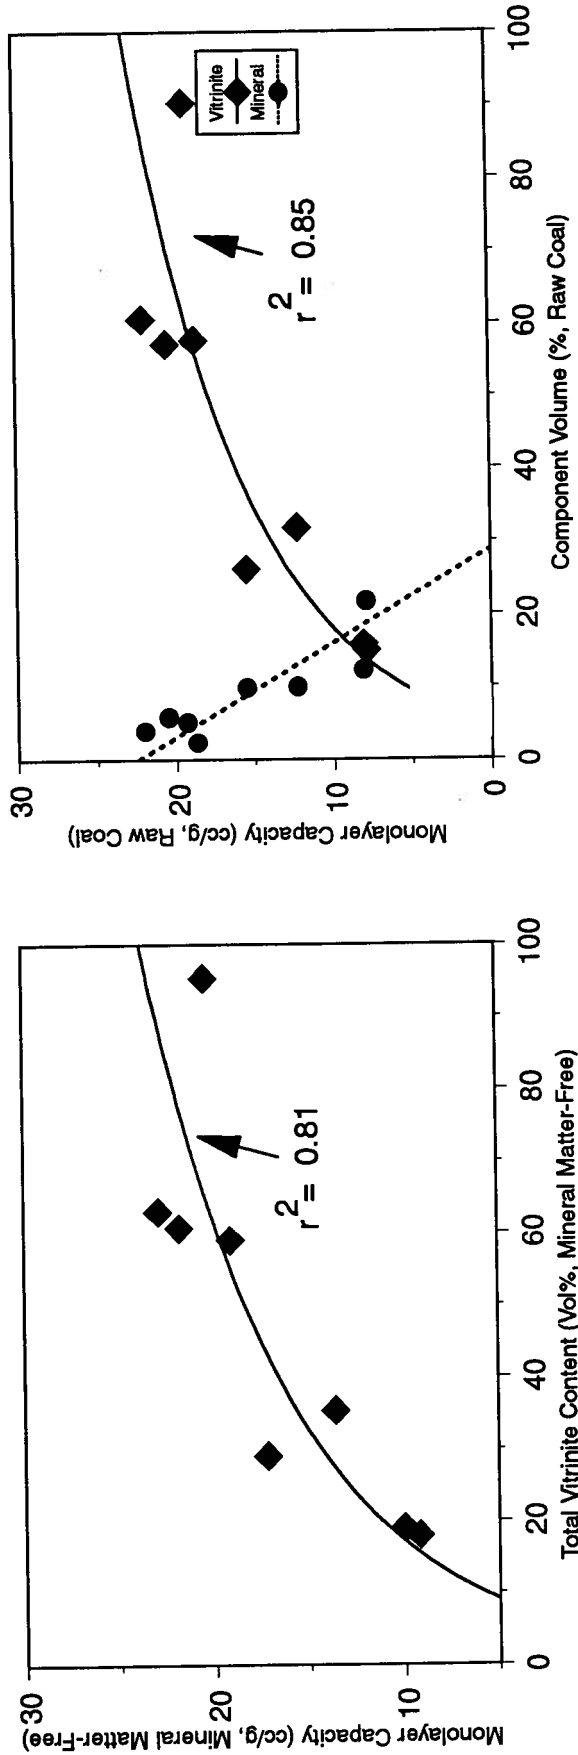 30
20
10
Monolayer Capacity (cc/g, Mineral Matter-Free)
r2 = 0.81
0
20
40
60
80
100
Total Vitrinite Content (Vol%, Mineral Matter-Free)
30
20
10
0
Monolayer Capacity (cc/g, Raw Coal)
Vitrinite
Mineral
r2 = 0.85
0
20
40
60
80
100
Component Volume (%, Raw Coal)